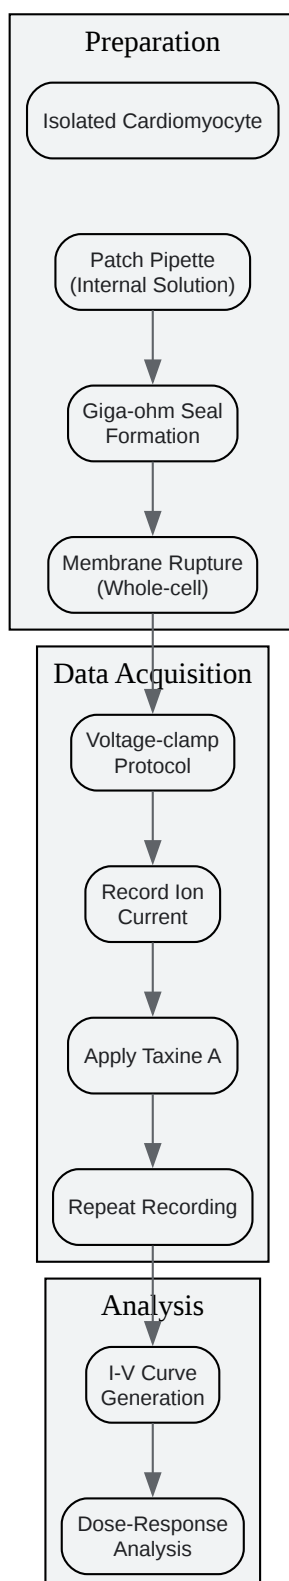 Preparation
Isolated Cardiomyocyte
Patch Pipette
(Internal Solution)
Giga-ohm Seal
Formation
Membrane Rupture
(Whole-cell)
Data Acquisition
Voltage-clamp
Protocol
Record Ion
Current
Apply Taxine A
Repeat Recording
Analysis
I-V Curve
Generation
Dose-Response
Analysis